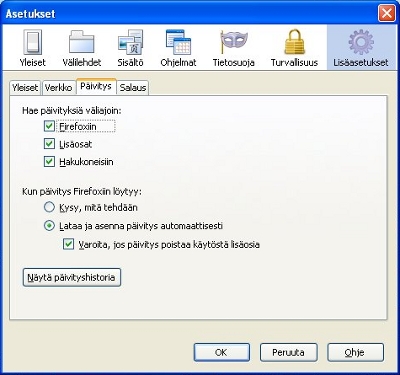 Asetukset
Yleiset Välilehdet Sisältö Ohjelmat Tietosuoja Turvallisuus Lisäasetukset
Yleiset Verkko Päivitys Salaus
Hae päivityksiä väliajoin:
Firefoxiin
Lisäosat
Hakukoneisiin
Kun päivitys Firefoxiin löytyy:
Kysy, mitä tehdään
Lataa ja asenna päivitys automaattisesti
Varoita, jos päivitys poistaa käytöstä lisäosia
Näytä päivityshistoria
OK Peruuta Ohje